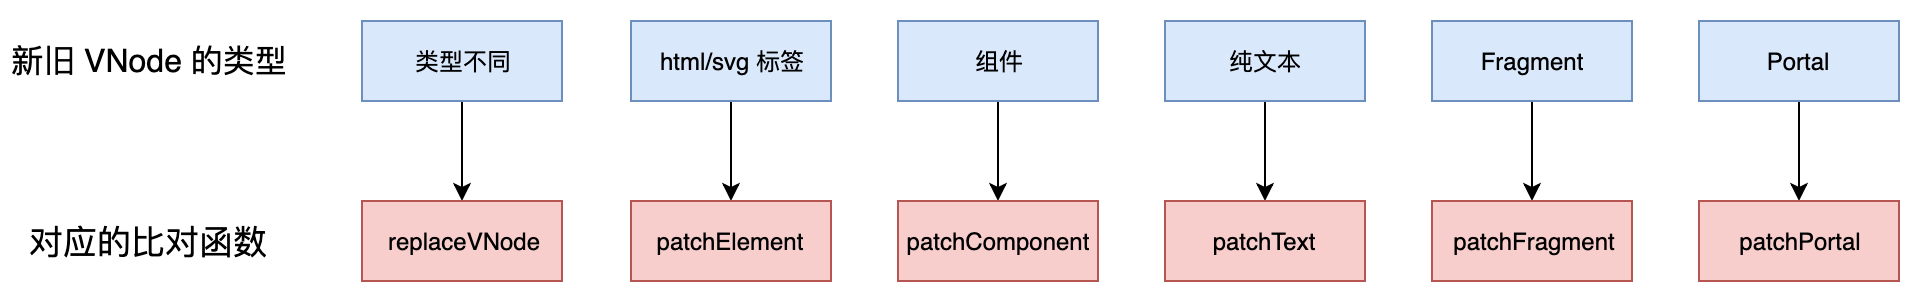 新旧 VNode 的类型
类型不同
html/svg 标签
组件
纯文本
Fragment
Portal
对应的比对函数
replaceVNode
patchElement
patchComponent
patchText
patchFragment
patchPortal